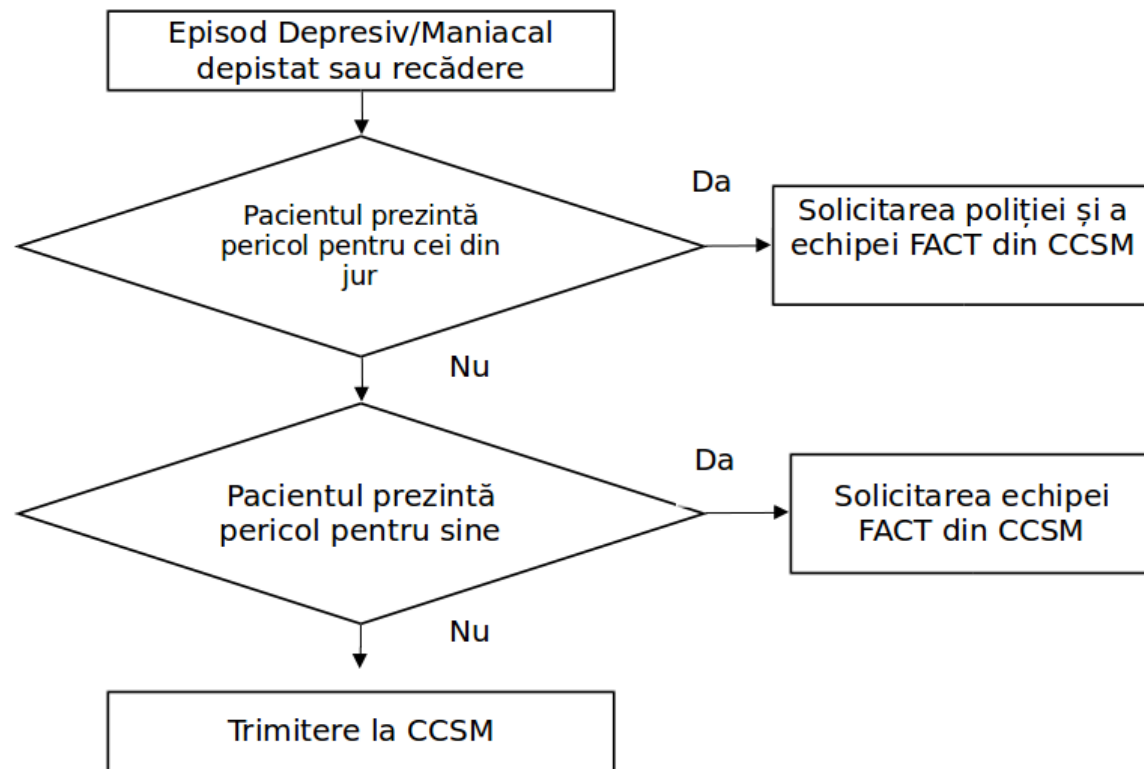 Episod Depresiv/Maniacal
depistat sau recădere
Pacientul prezintă
pericol pentru cei din
jur
Da
Solicitarea poliției și a
echipei FACT din CCSM
Nu
Pacientul prezintă
pericol pentru sine
Da
Solicitarea echipei
FACT din CCSM
Nu
Trimitere la CCSM